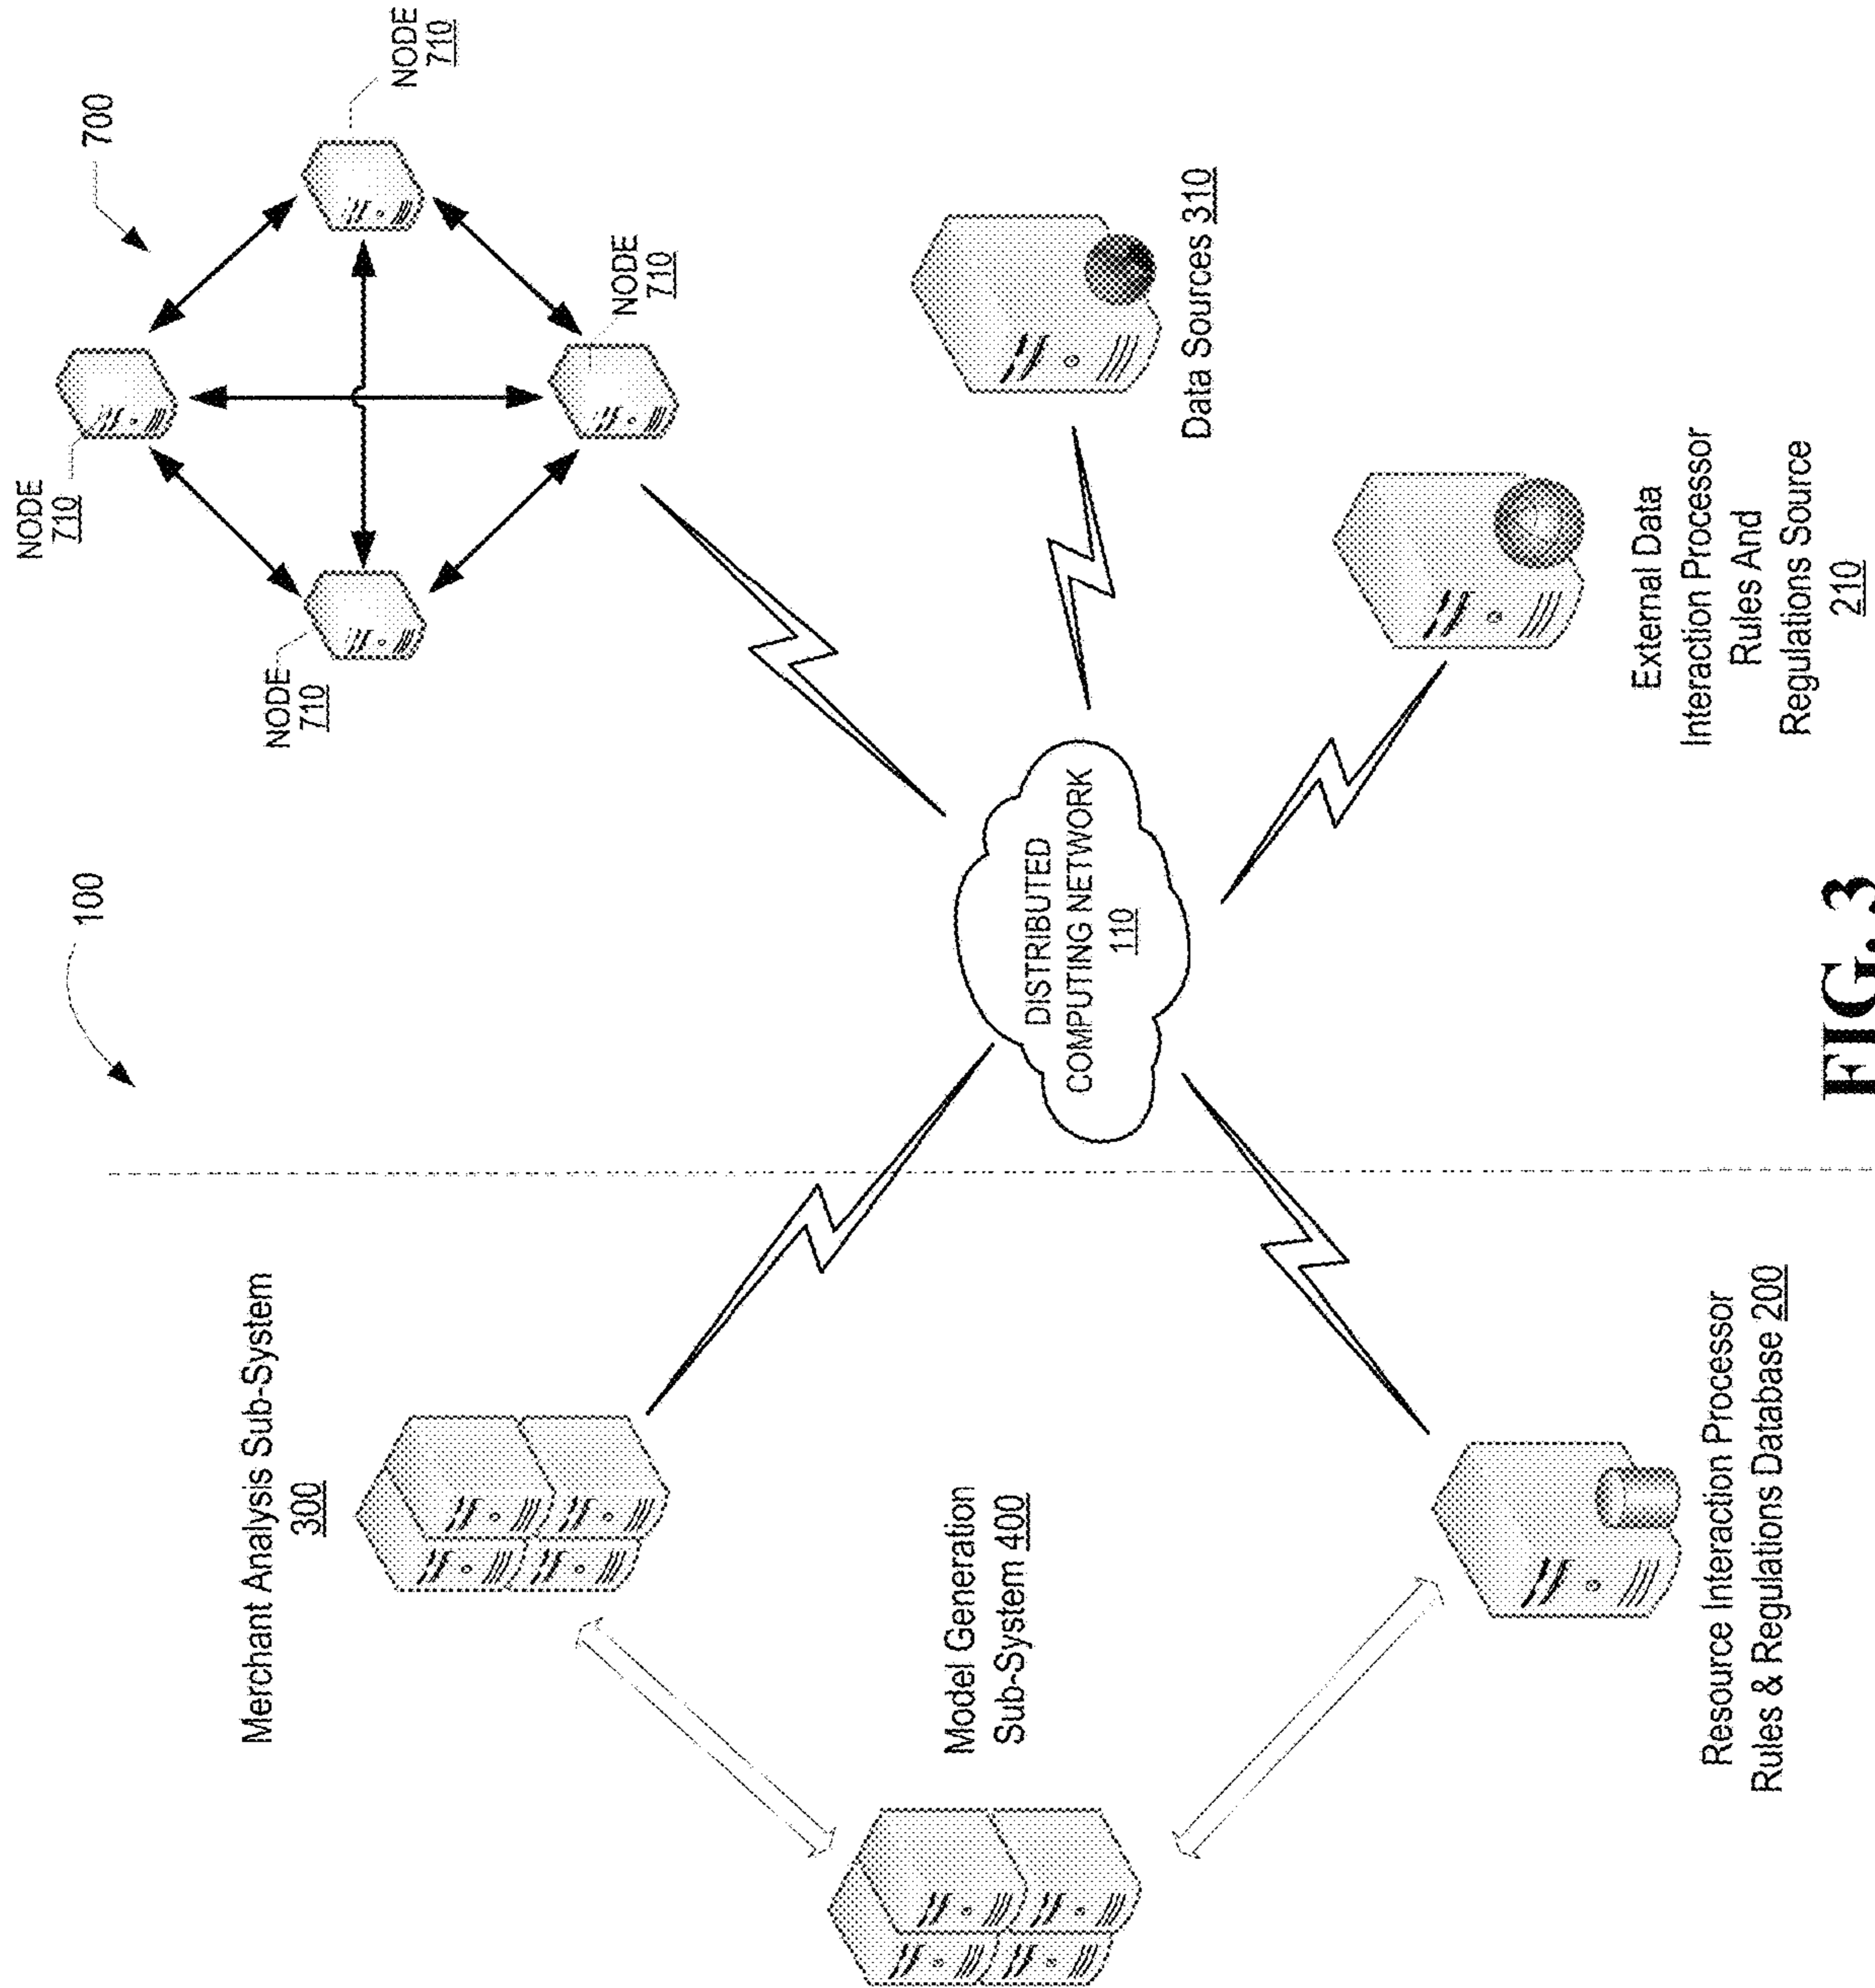 100
700
NODE
710
NODE
710
NODE
710
NODE
710
Merchant Analysis Sub-System
300
Model Generation
Sub-System 400
DISTRIBUTED
COMPUTING NETWORK
110
Data Sources 310
Resource Interaction Processor
Rules & Regulations Database 200
External Data
Interaction Processor
Rules And
Regulations Source
210
FIG. 3